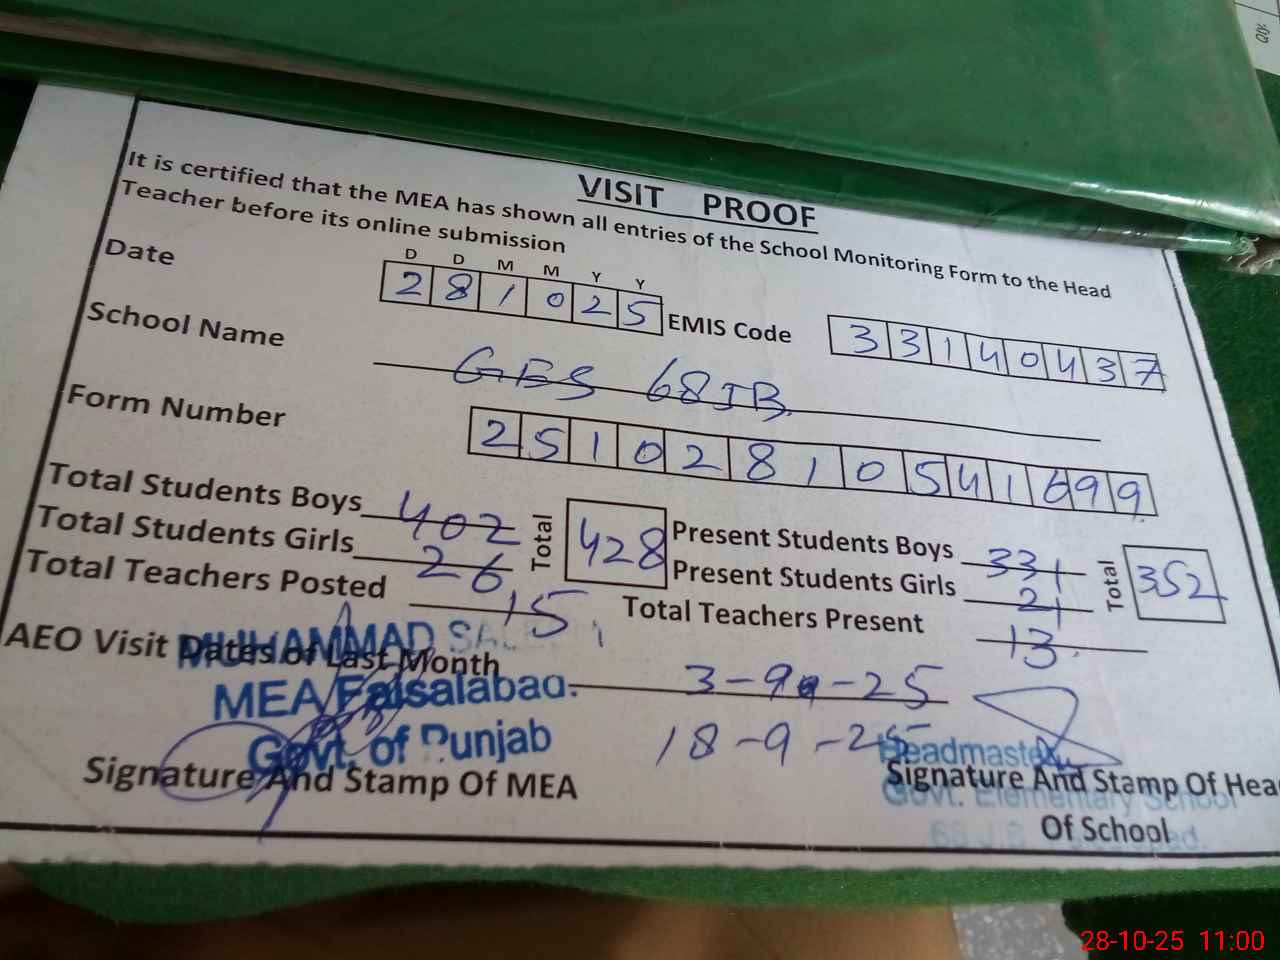 VISIT PROOF
It is certified that the MEA has shown all entries of the School Monitoring Form to the Head
Teacher before its online submission
D D M M Y Y
Date 2 8 1 0 2 5 EMIS Code 3 3 1 4 0 4 3 7
School Name GES 68JB
Form Number 2 5 1 0 2 8 1 0 5 4 1 6 9 9
Total Students Boys 402 Total 428 Present Students Boys 331 Total 352
Total Students Girls 26 Present Students Girls 21
Total Teachers Posted 15 Total Teachers Present 13
AEO Visit Dates of Last Month 3-9-25
18-9-25
MUHAMMAD
MEA Faisalabad.
Govt. of Punjab
Signature And Stamp Of MEA
Headmaster
Govt. Elementary School
Signature And Stamp Of Hea
Of School
28-10-25 11:00